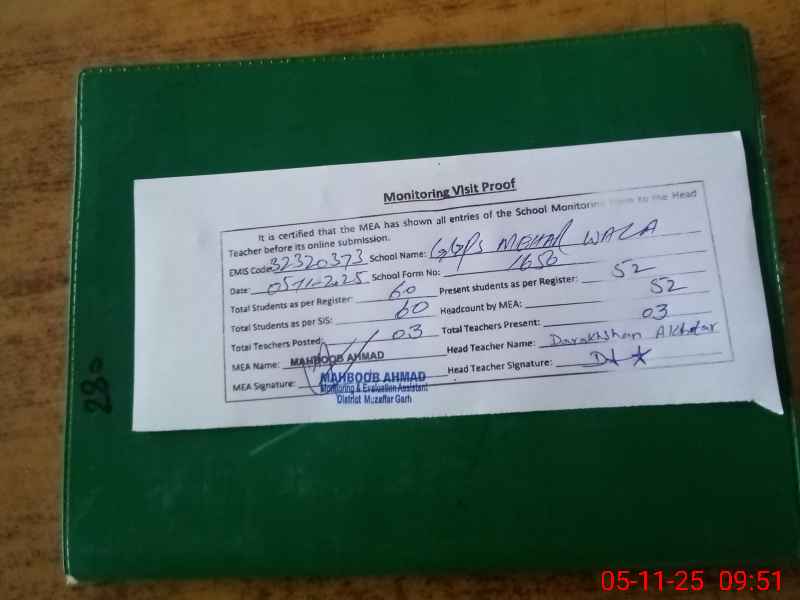 Monitoring Visit Proof
It is certified that the MEA has shown all entries of the School Monitoring Form to the Head
Teacher before its online submission.
EMIS Code: 32320373 School Name: GGPS MEHAR WALA
Date: 05-11-2025 School Form No: 1650
Total Students as per Register: 60 Present students as per Register: 52
Total Students as per SIS: 60 Headcount by MEA: 52
Total Teachers Posted: 03 Total Teachers Present: 03
MEA Name: MAHBOOB AHMAD Head Teacher Name: Darakhshan Akhtar
MEA Signature: Head Teacher Signature:
MAHBOOB AHMAD
Monitoring & Evaluation Assistant
District Muzaffar Garh
280
05-11-25 09:51